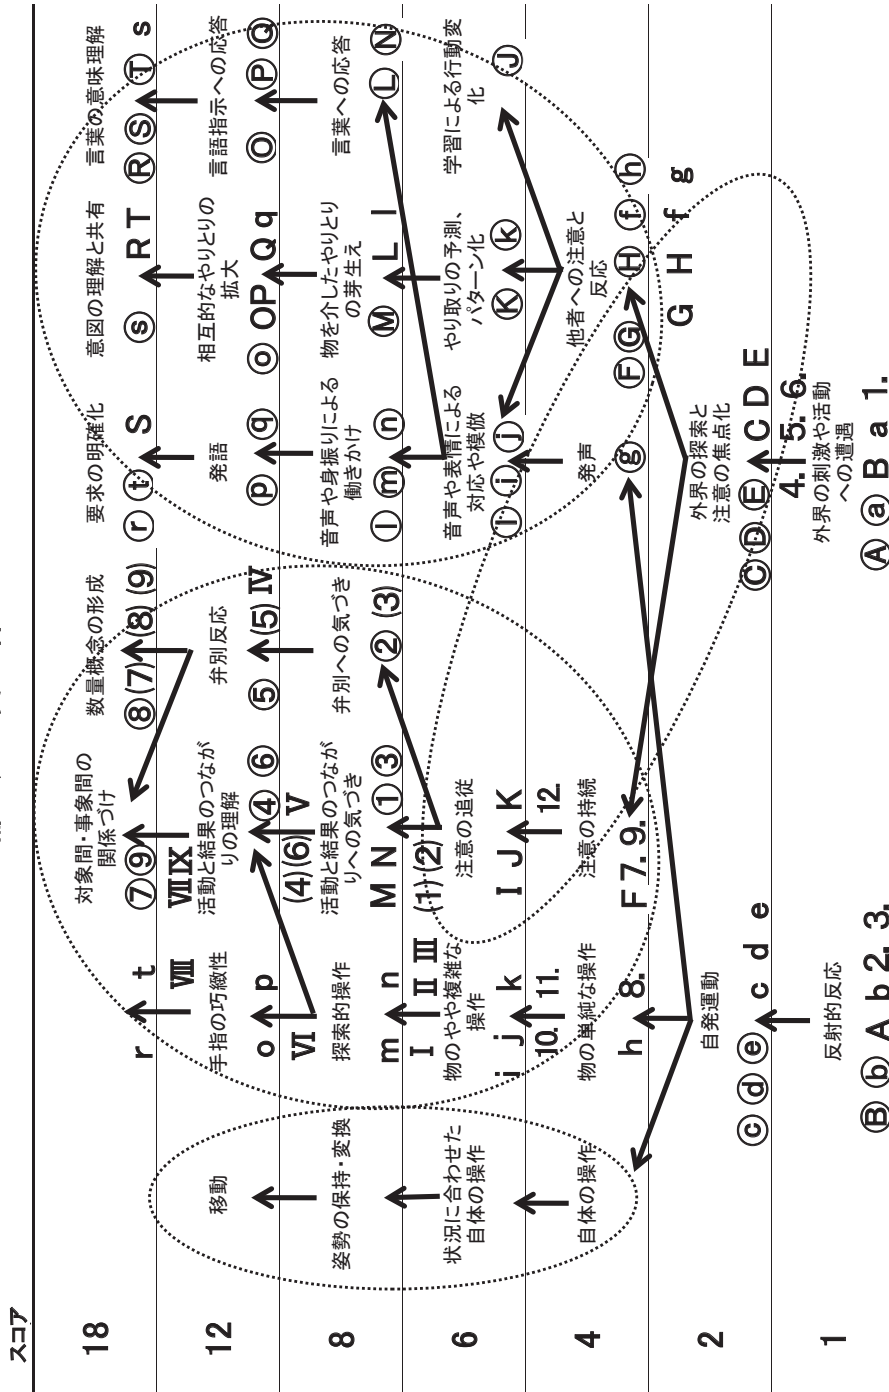 スコア
18
対象間・事象間の
関係づけ
数量概念の形成
要求の明確化
意図の理解と共有
言葉の意味理解
r t
Ⅷ
⑦⑨
ⅦⅨ
⑧(7)(8)(9)
ⓡ ⓣ S
ⓢ s R T
Ⓡ Ⓢ Ⓣ s
12
移動
手指の巧緻性
活動と結果のつなが
りの理解
弁別反応
発語
相互的なやりとりの
拡大
言語指示への応答
o p
Ⅵ
④⑥
(4)(6) Ⅴ
⑤ (5) Ⅳ
ⓟ ⓠ
ⓞ OP Q q
O Ⓟ Ⓠ
8
姿勢の保持・変換
探索的操作
活動と結果のつなが
りへの気づき
弁別への気づき
音声や身振りによる
働きかけ
物を介したやりとり
の芽生え
言葉への応答
m n
Ⅰ Ⅱ Ⅲ
M N ①③
(1)(2)
② (3)
ⓛ ⓜ ⓝ
Ⓜ L l
Ⓛ Ⓝ
6
状況に合わせた
自体の操作
物のやや複雑な
操作
注意の追従
音声や表情による
対応や模倣
やり取りの予測、
パターン化
学習による行動変
化
i j k
10. 11.
I J K
12.
Ⓘ ⓘ ⓙ
Ⓚ ⓚ
Ⓙ
4
自体の操作
物の単純な操作
注意の持続
発声
他者への注意と
反応
h 8.
F 7. 9.
ⓖ
Ⓕ Ⓖ Ⓗ ⓕ ⓗ
G H f g
2
自発運動
外界の探索と
注意の焦点化
ⓒ ⓓ ⓔ c d e
Ⓒ Ⓓ Ⓔ C D E
4. 5. 6.
1
反射的反応
外界の刺激や活動
への遭遇
Ⓑ ⓑ A b 2. 3.
Ⓐ ⓐ B a 1.